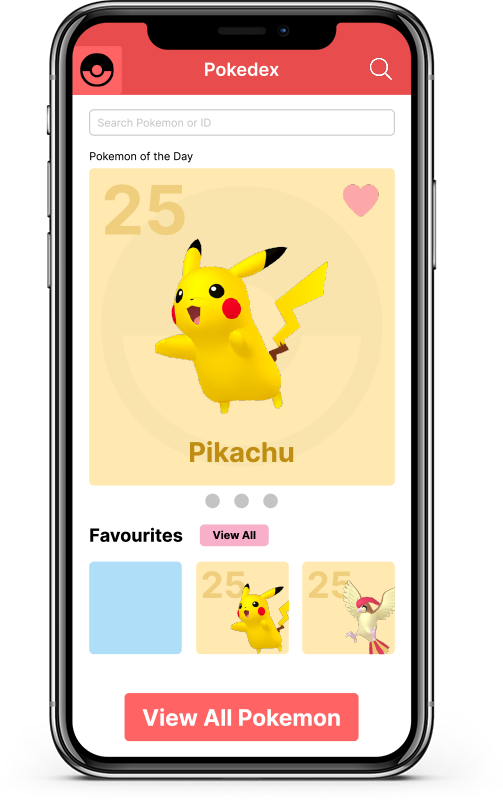 Pokedex
Search Pokemon or ID
Pokemon of the Day
25
Pikachu
Favourites
View All
25
25
View All Pokemon